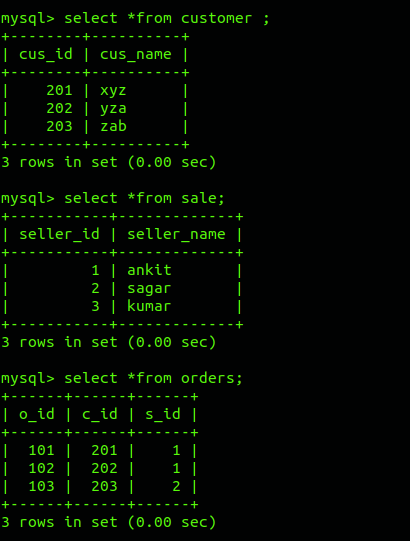 mysql> select *from customer ;
+--------+----------+
| cus_id | cus_name |
+--------+----------+
|    201 | xyz      |
|    202 | yza      |
|    203 | zab      |
+--------+----------+
3 rows in set (0.00 sec)

mysql> select *from sale;
+-----------+-------------+
| seller_id | seller_name |
+-----------+-------------+
|         1 | ankit       |
|         2 | sagar       |
|         3 | kumar       |
+-----------+-------------+
3 rows in set (0.00 sec)

mysql> select *from orders;
+------+------+------+
| o_id | c_id | s_id |
+------+------+------+
|  101 |  201 |    1 |
|  102 |  202 |    1 |
|  103 |  203 |    2 |
+------+------+------+
3 rows in set (0.00 sec)